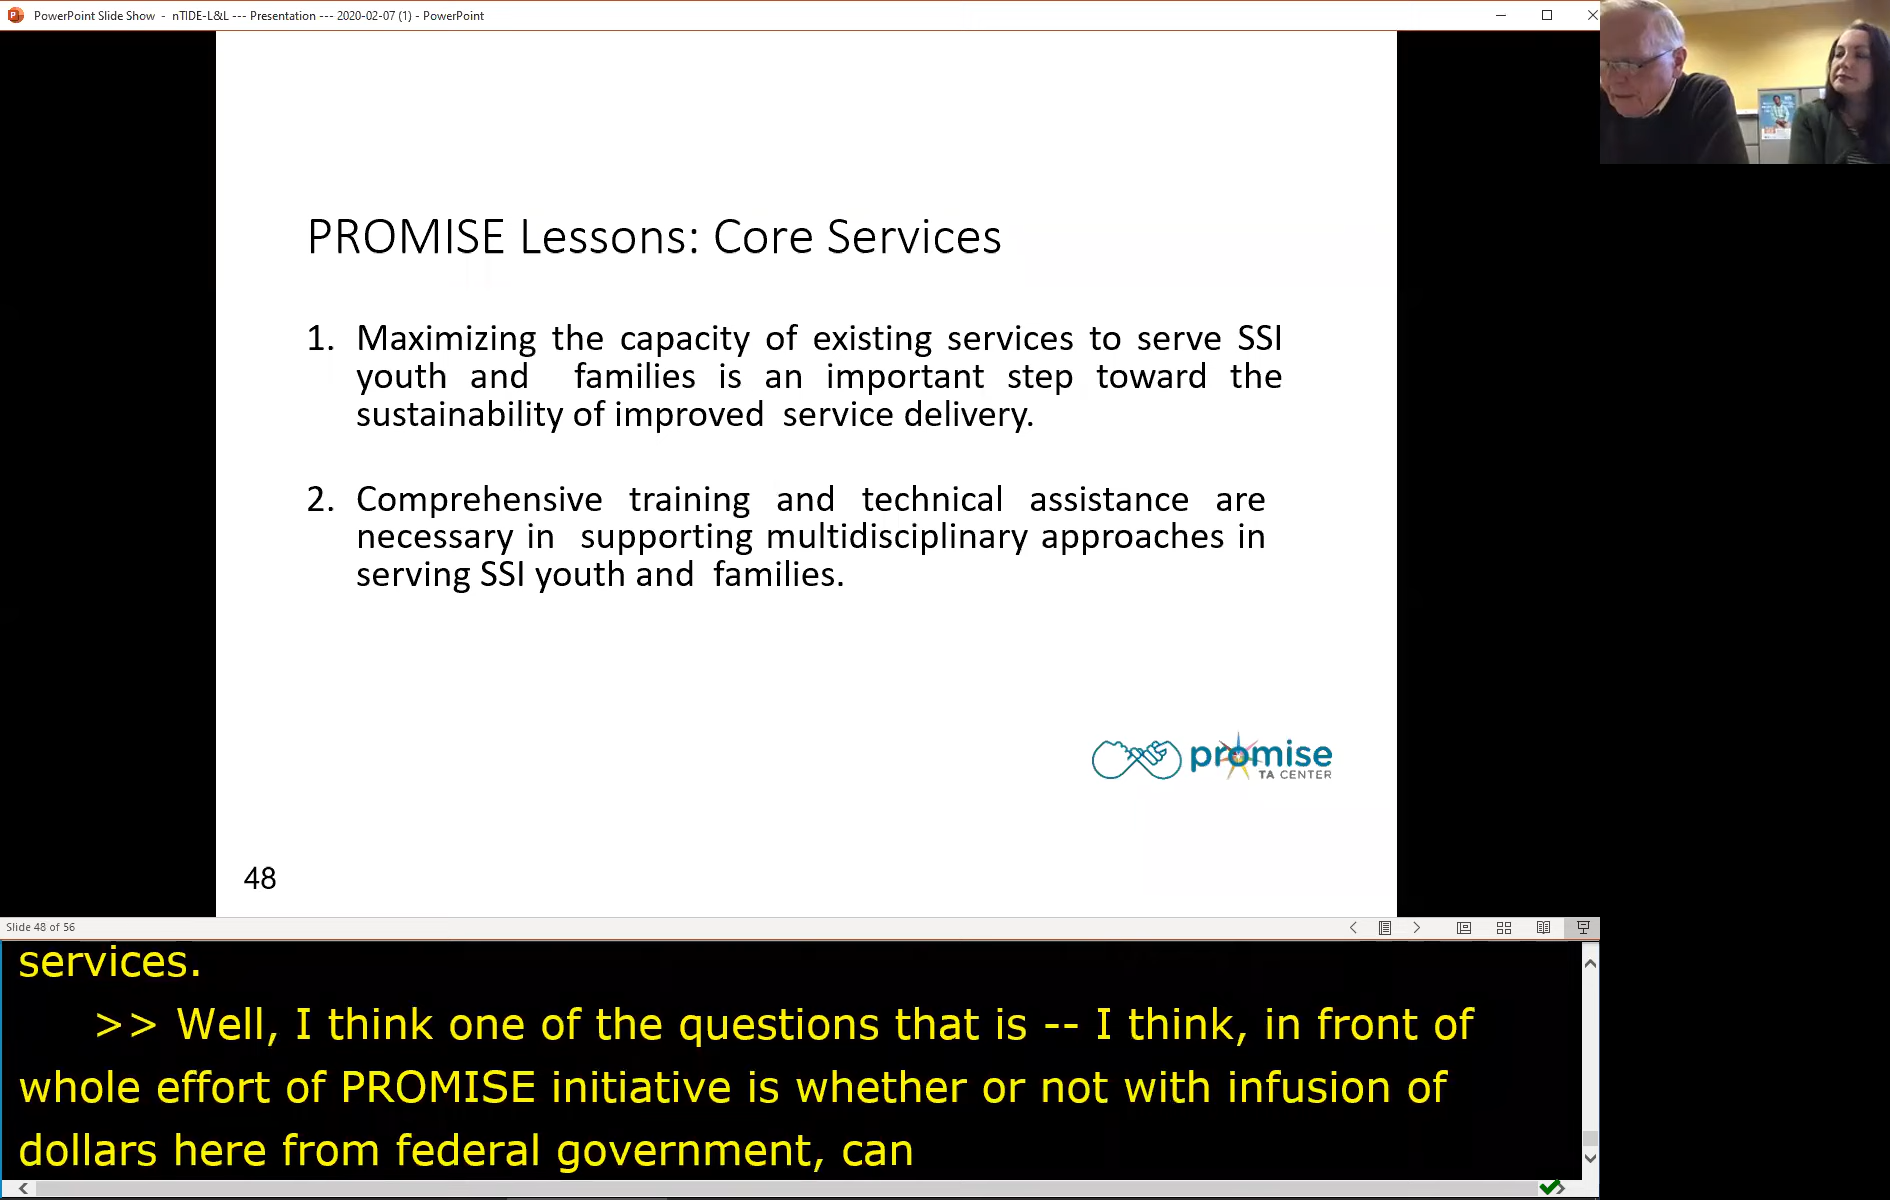 PowerPoint Slide Show - nTIDE-L&L --- Presentation --- 2020-02-07 (1) - PowerPoint
PROMISE Lessons: Core Services
1. Maximizing the capacity of existing services to serve SSI
youth and families is an important step toward the
sustainability of improved service delivery.
2. Comprehensive training and technical assistance are
necessary in supporting multidisciplinary approaches in
serving SSI youth and families.
promise
TA CENTER
48
Slide 48 of 56
services.
>> Well, I think one of the questions that is -- I think, in front of
whole effort of PROMISE initiative is whether or not with infusion of
dollars here from federal government, can